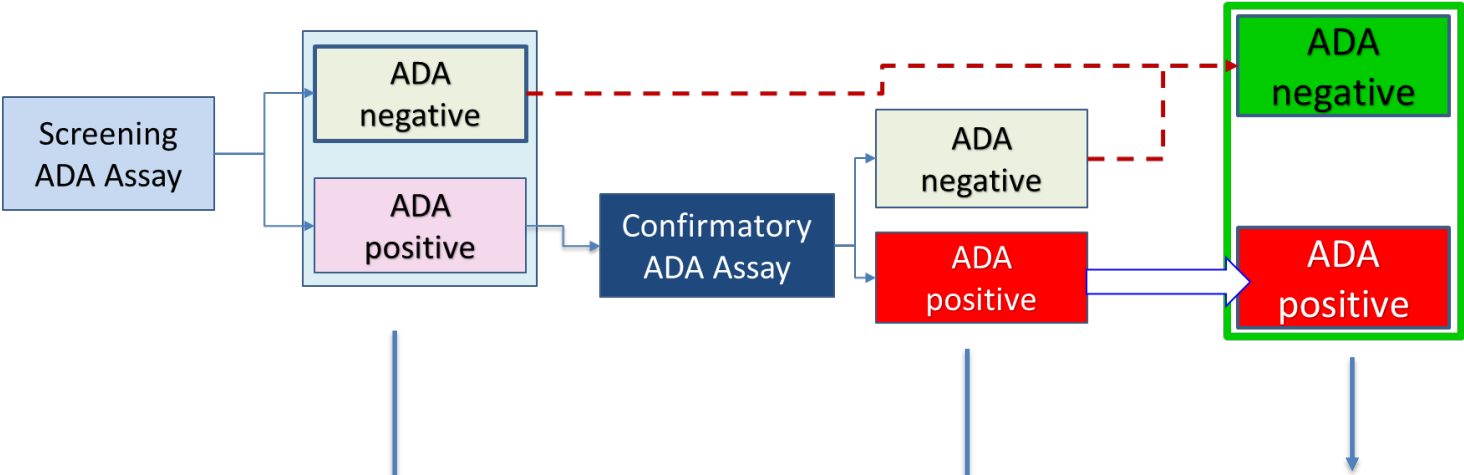 Screening
ADA Assay
ADA
negative
ADA
positive
Confirmatory
ADA Assay
ADA
negative
ADA
positive
ADA
negative
ADA
positive